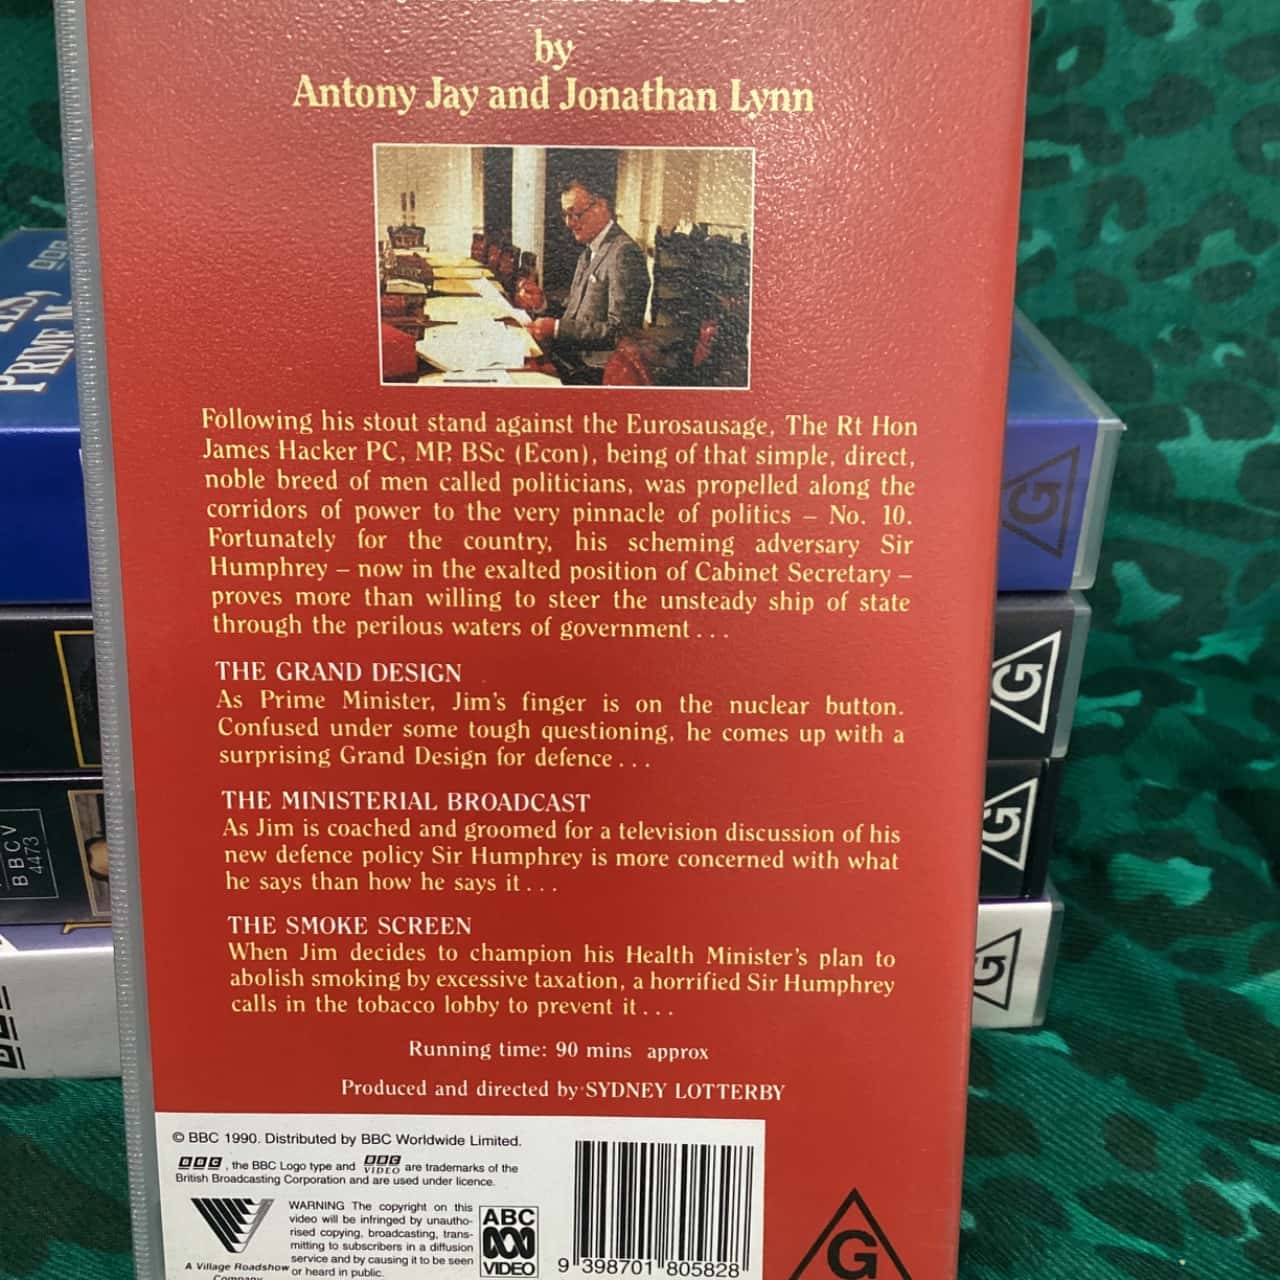 by
Antony Jay and Jonathan Lynn
Following his stout stand against the Eurosausage, The Rt Hon
James Hacker PC, MP, BSc (Econ), being of that simple, direct,
noble breed of men called politicians, was propelled along the
corridors of power to the very pinnacle of politics – No. 10.
Fortunately for the country, his scheming adversary Sir
Humphrey – now in the exalted position of Cabinet Secretary –
proves more than willing to steer the unsteady ship of state
through the perilous waters of government . . .
THE GRAND DESIGN
As Prime Minister, Jim's finger is on the nuclear button.
Confused under some tough questioning, he comes up with a
surprising Grand Design for defence . . .
THE MINISTERIAL BROADCAST
As Jim is coached and groomed for a television discussion of his
new defence policy Sir Humphrey is more concerned with what
he says than how he says it . . .
THE SMOKE SCREEN
When Jim decides to champion his Health Minister's plan to
abolish smoking by excessive taxation, a horrified Sir Humphrey
calls in the tobacco lobby to prevent it . . .
Running time: 90 mins approx
Produced and directed by SYDNEY LOTTERBY
© BBC 1990. Distributed by BBC Worldwide Limited.
BBC, the BBC Logo type and BBC VIDEO are trademarks of the
British Broadcasting Corporation and are used under licence.
WARNING The copyright on this
video will be infringed by unautho-
rised copying, broadcasting, trans-
mitting to subscribers in a diffusion
service and by causing it to be seen
or heard in public.
A Village Roadshow
Company
ABC
VIDEO
9 398701 805828
G
PRIME
BBC
BBCV
4473
G
G
G
G